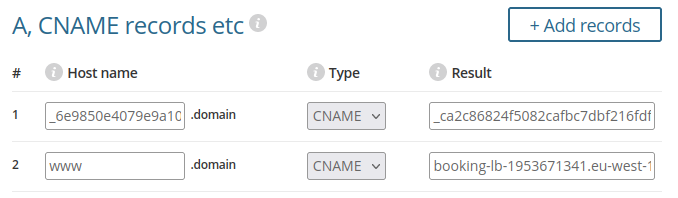 A, CNAME records etc i
+ Add records
# i Host name i Type i Result
1 _6e9850e4079e9a10 .domain CNAME _ca2c86824f5082cafbc7dbf216fdf
2 www .domain CNAME booking-lb-1953671341.eu-west-1